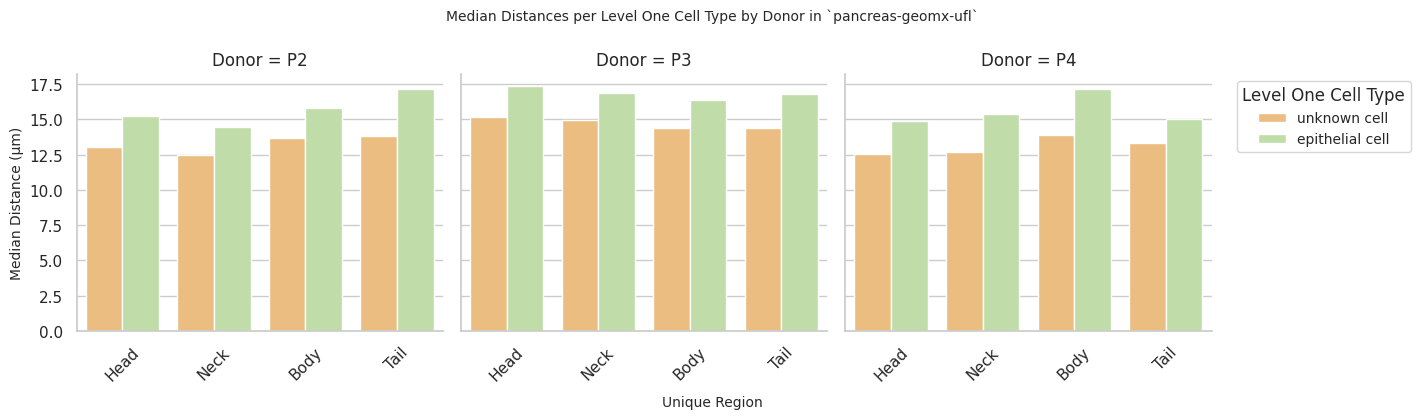 Median Distances per Level One Cell Type by Donor in `pancreas-geomx-ufl`
Donor = P2
Donor = P3
Donor = P4
Level One Cell Type
unknown cell
epithelial cell
Median Distance (μm)
17.5
15.0
12.5
10.0
7.5
5.0
2.5
0.0
Head
Neck
Body
Tail
Head
Neck
Body
Tail
Head
Neck
Body
Tail
Unique Region